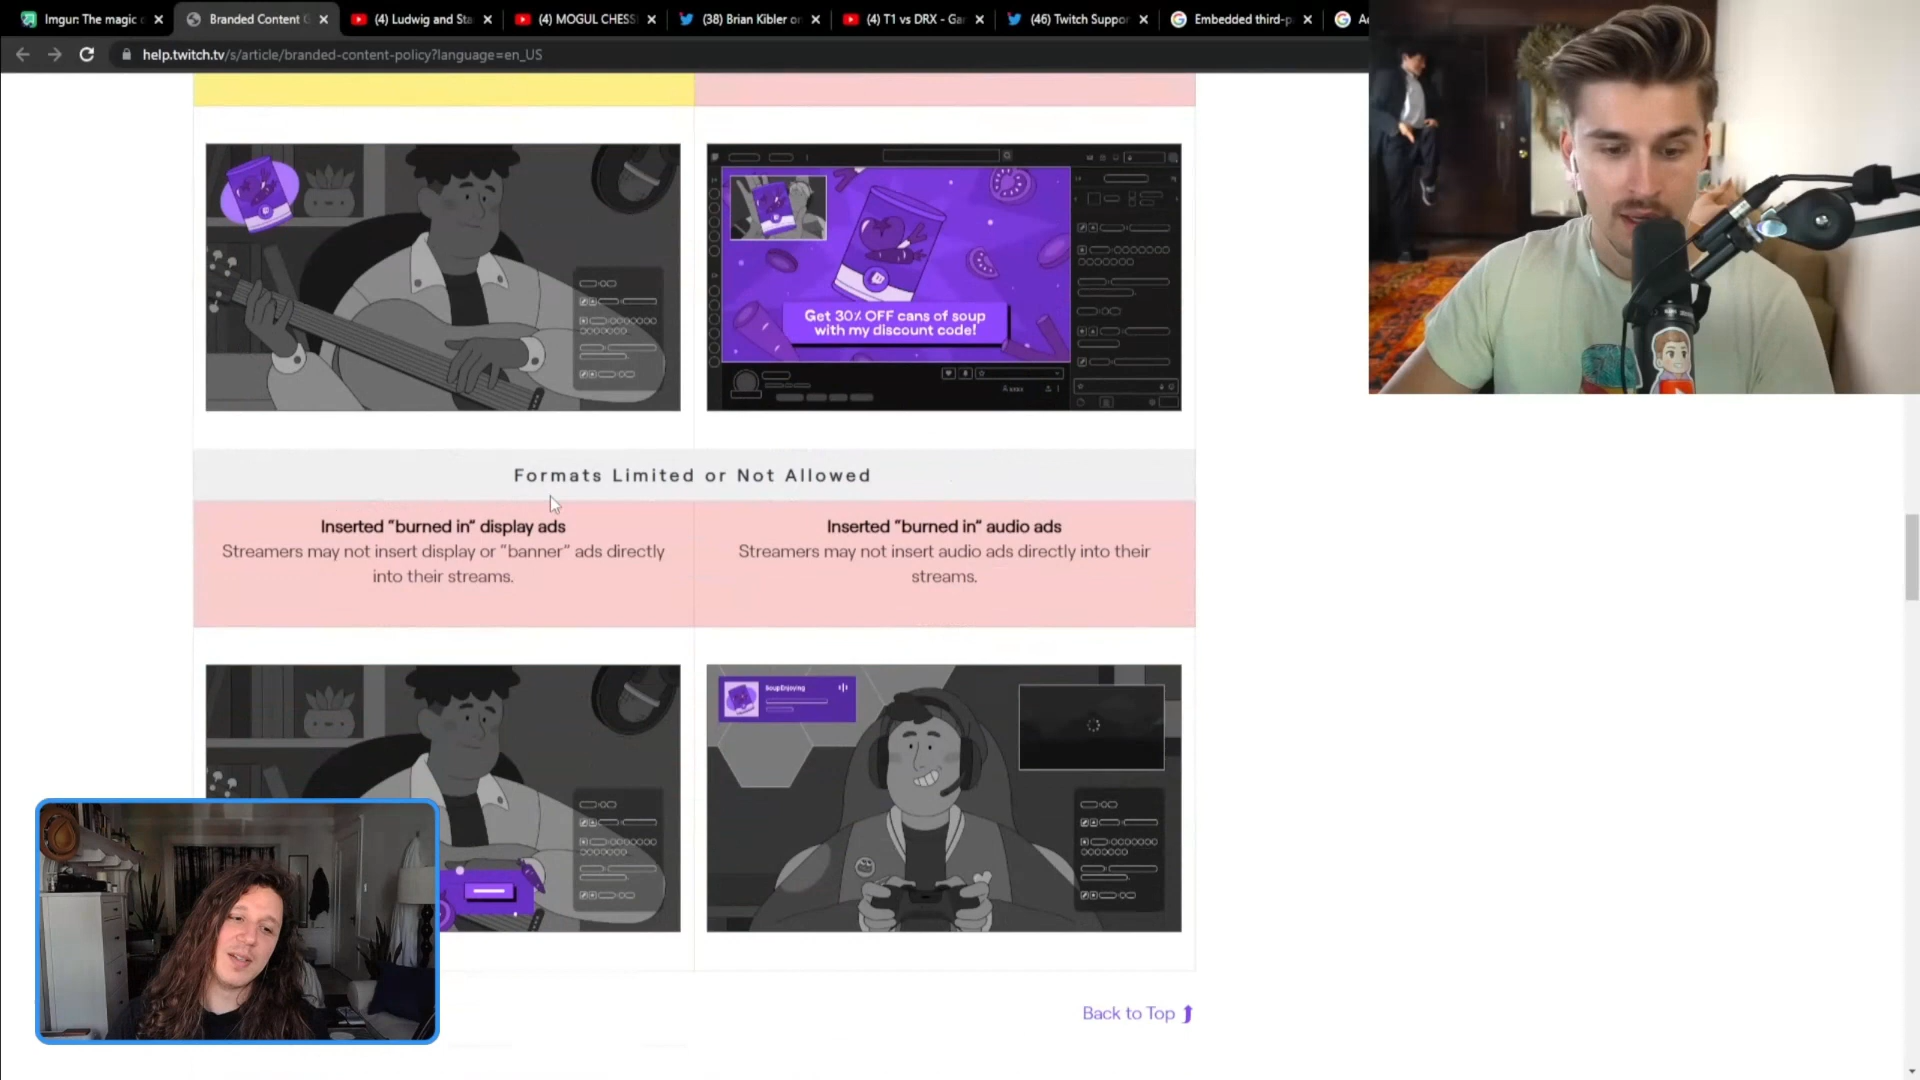 Imgur: The magic
Branded Content
(4) Ludwig and Sta
(4) MOGUL CHESS
(38) Brian Kibler on
(4) T1 vs DRX - Ga
(46) Twitch Suppo
Embedded third-p
help.twitch.tv/s/article/branded-content-policy?language=en_US
Get 30% OFF cans of soup
with my discount code!
Formats Limited or Not Allowed
Inserted “burned in” display ads
Streamers may not insert display or “banner” ads directly
into their streams.
Inserted “burned in” audio ads
Streamers may not insert audio ads directly into their
streams.
SoupEnjoying
Back to Top